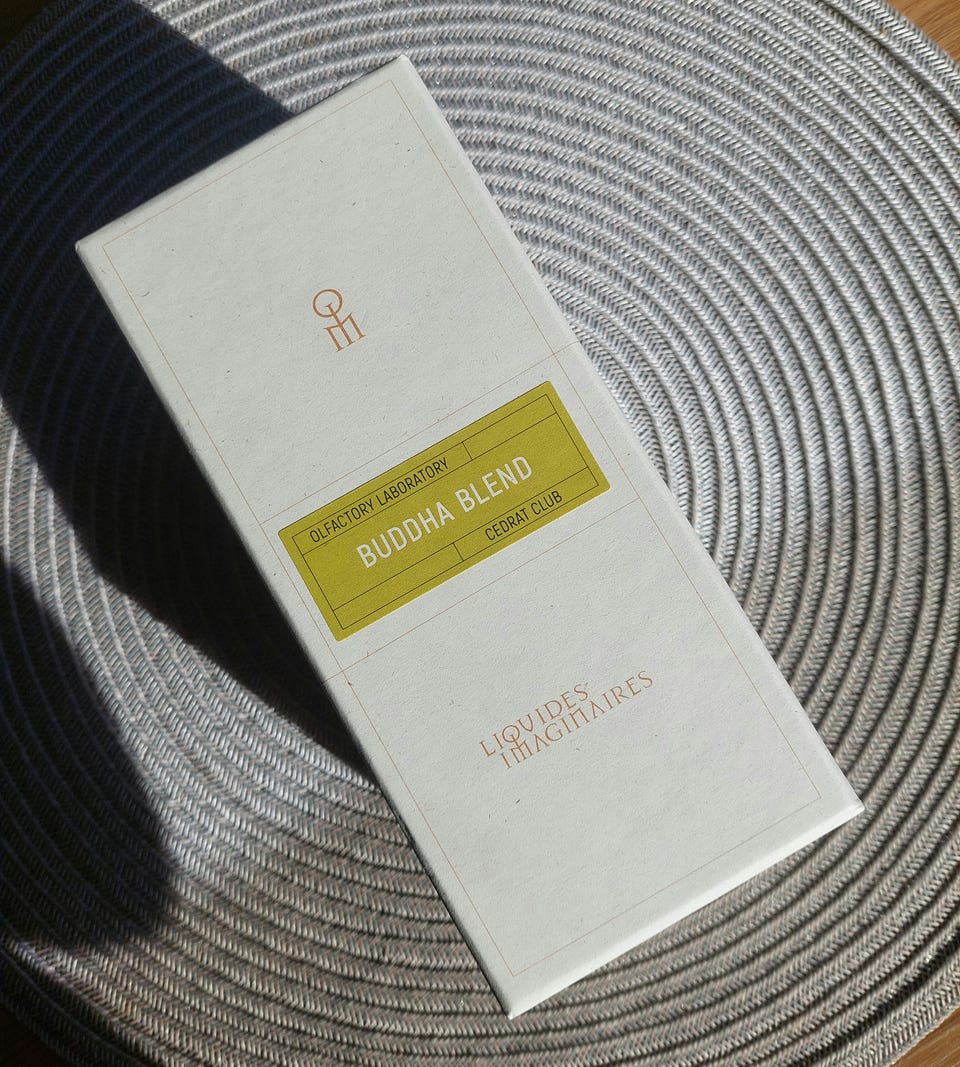 OLFACTORY LABORATORY
BUDDHA BLEND
CEDRAT CLUB
LIQUIDES
IMAGINAIRES